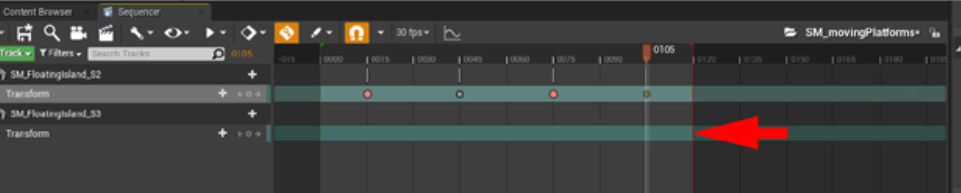 Content Browser Sequencer
30 fps SM_movingPlatforms*
Track Filters Search Tracks 0105 -015 0000 0015 0030 0045 0060 0075 0090 0105 0120 0135 0150 0165 0180 0195
SM_FloatingIsland_S2
Transform
SM_FloatingIsland_S3
Transform